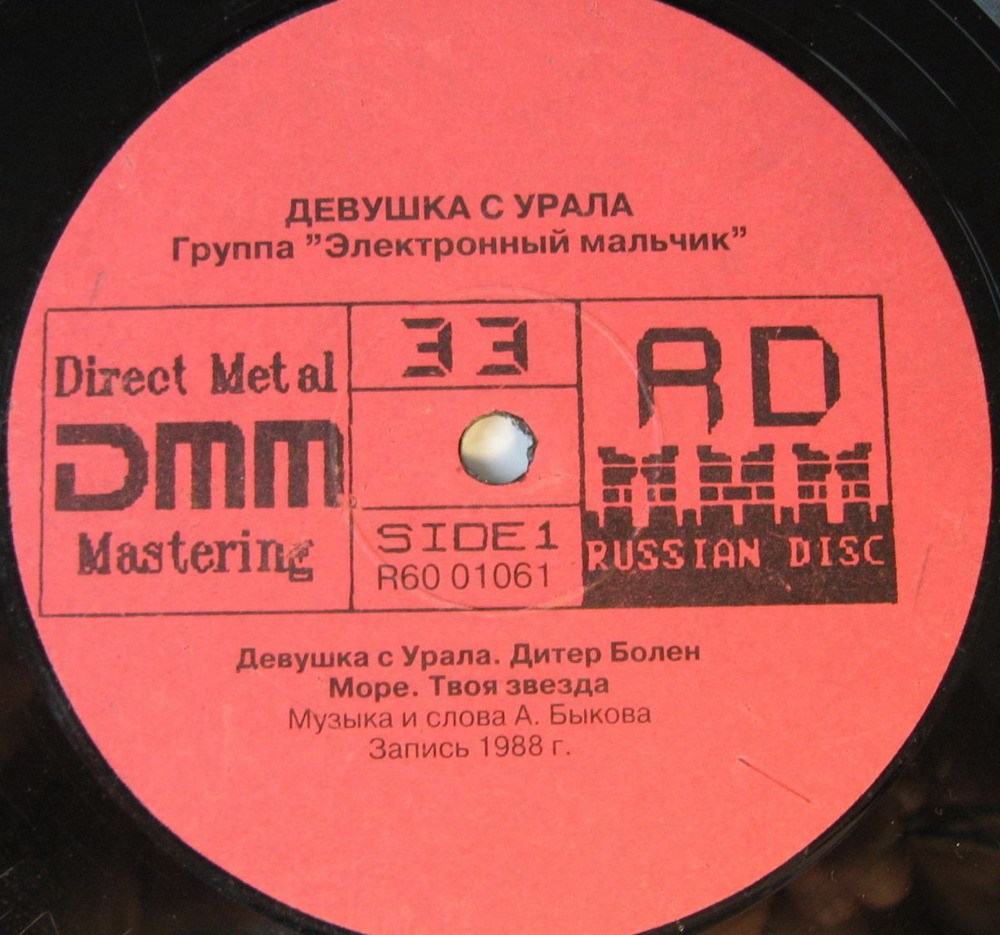 ДЕВУШКА С УРАЛА
Группа ”Электронный мальчик”
Direct Metal
DMM
Mastering
33
SIDE 1
R60 01061
RD
RUSSIAN DISC
Девушка с Урала. Дитер Болен
Море. Твоя звезда
Музыка и слова А. Быкова
Запись 1988 г.